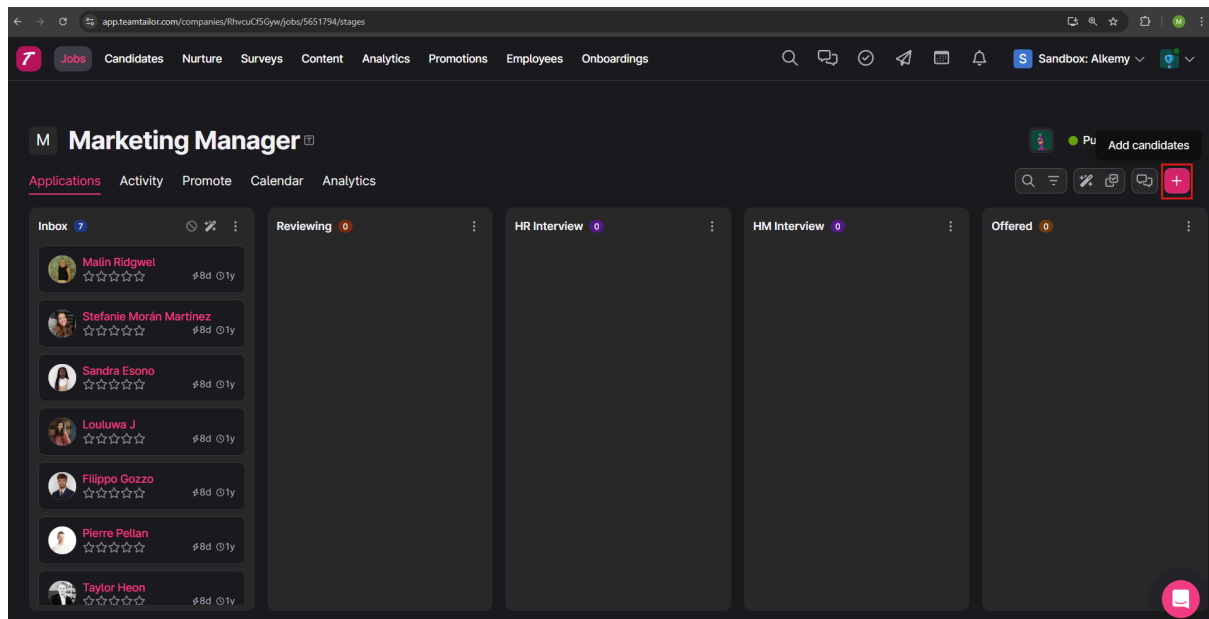 app.teamtailor.com/companies/RhvcuCf5Gyw/jobs/5651794/stages
M
Jobs Candidates Nurture Surveys Content Analytics Promotions Employees Onboardings
S Sandbox: Alkemy
M Marketing Manager
Pu
Add candidates
Applications Activity Promote Calendar Analytics
Inbox 7
Malin Ridgwel
8d 1y
Stefanie Morán Martínez
8d 1y
Sandra Esono
8d 1y
Louluwa J
8d 1y
Filippo Gozzo
8d 1y
Pierre Pellan
8d 1y
Taylor Heon
8d 1y
Reviewing 0
HR Interview 0
HM Interview 0
Offered 0